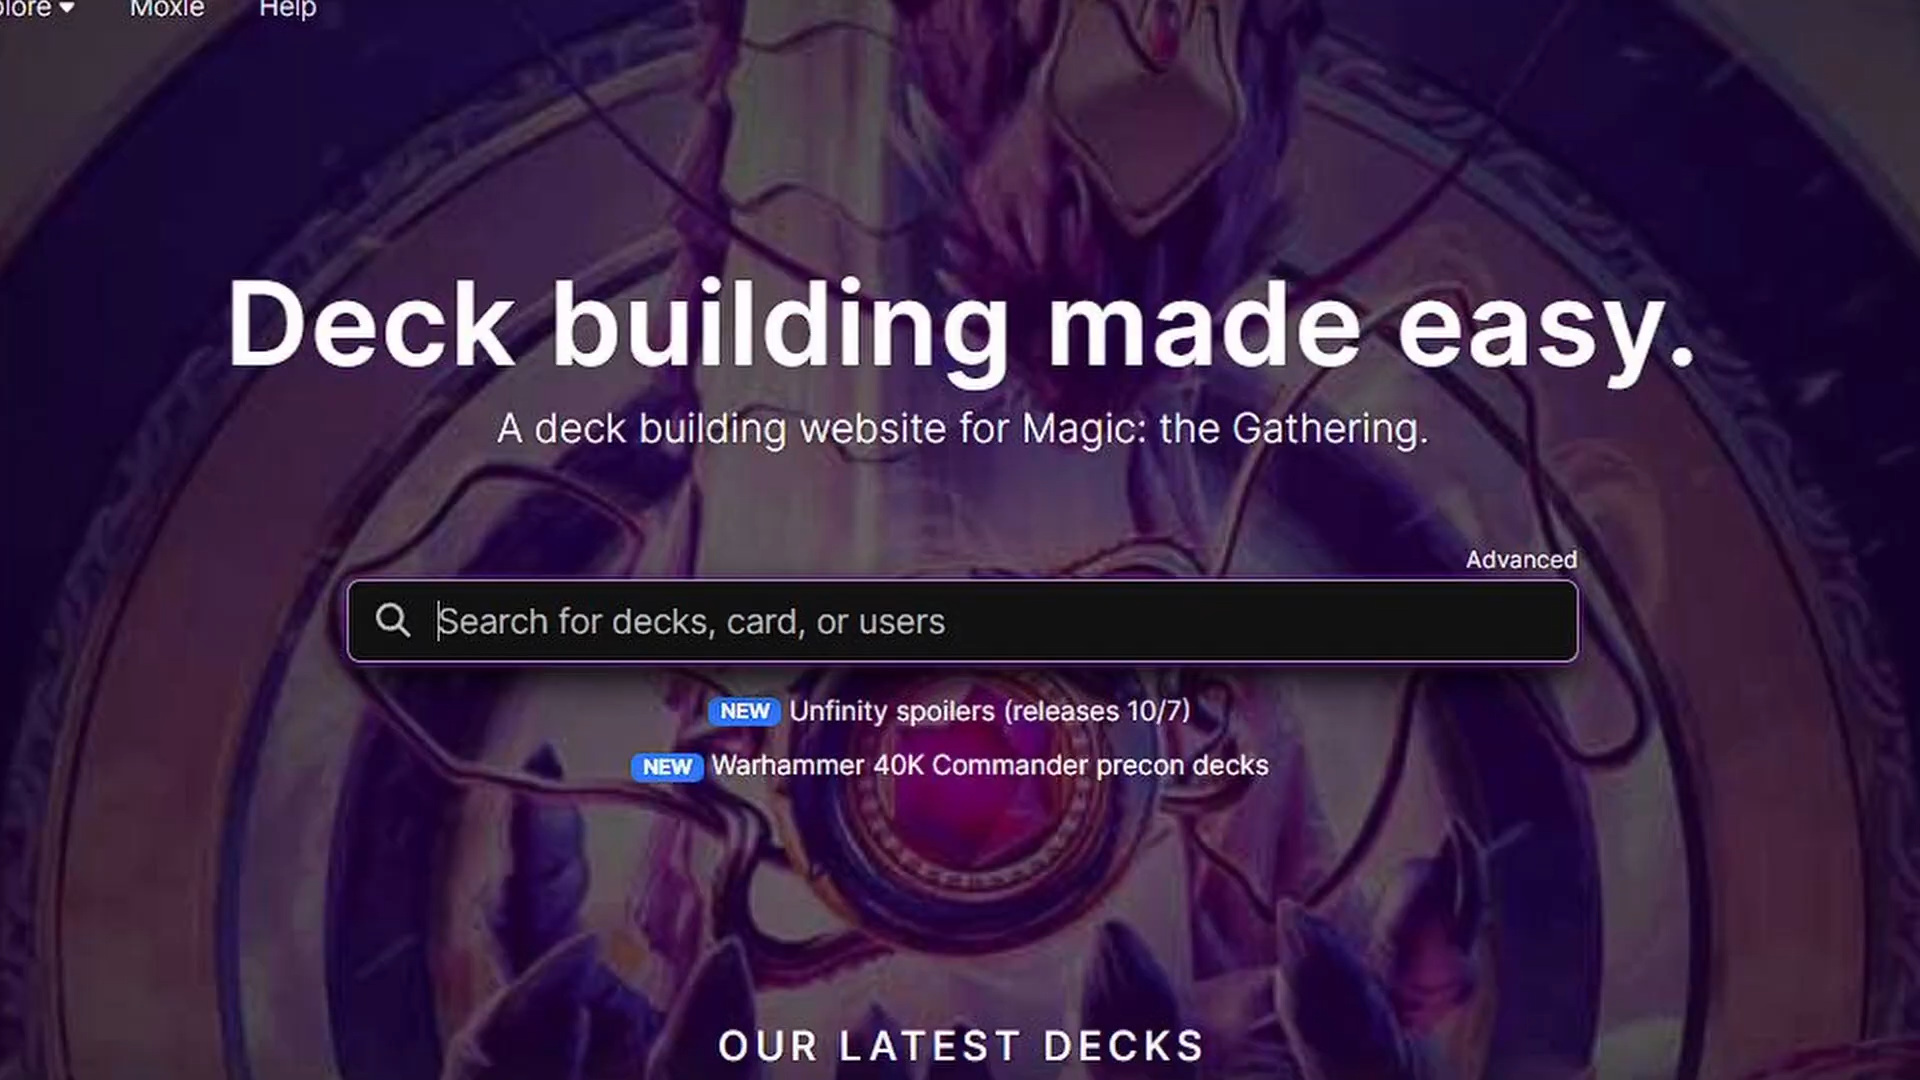 Moxie Help
Deck building made easy.
A deck building website for Magic: the Gathering.
Advanced
Search for decks, card, or users
NEW Unfinity spoilers (releases 10/7)
NEW Warhammer 40K Commander precon decks
OUR LATEST DECKS